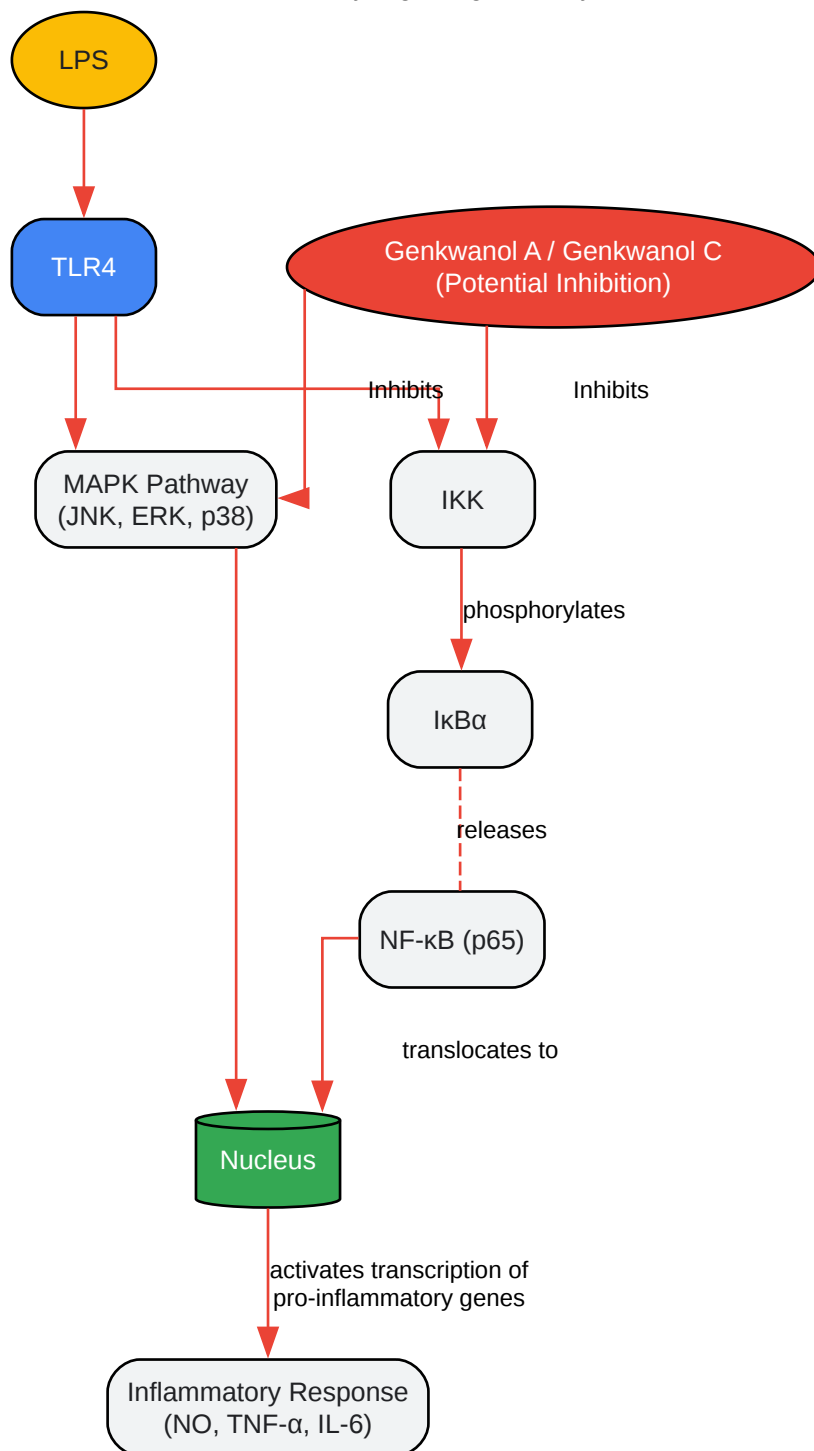 LPS
TLR4
Genkwanol A / Genkwanol C
(Potential Inhibition)
Inhibits
Inhibits
MAPK Pathway
(JNK, ERK, p38)
IKK
phosphorylates
IκBα
releases
NF-κB (p65)
translocates to
Nucleus
activates transcription of
pro-inflammatory genes
Inflammatory Response
(NO, TNF-α, IL-6)